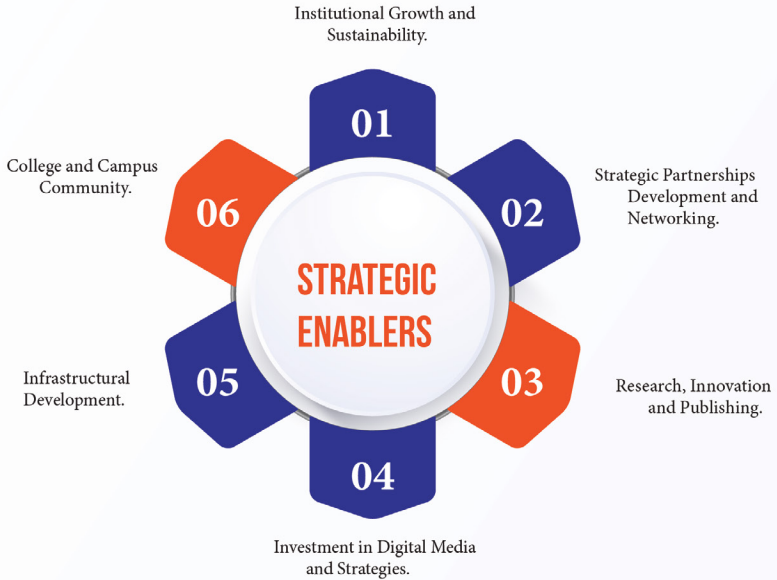 Institutional Growth and
Sustainability.
01
College and Campus
Community.
06
02
Strategic Partnerships
Development and
Networking.
STRATEGIC
ENABLERS
Infrastructural
Development.
05
03
Research, Innovation
and Publishing.
04
Investment in Digital Media
and Strategies.